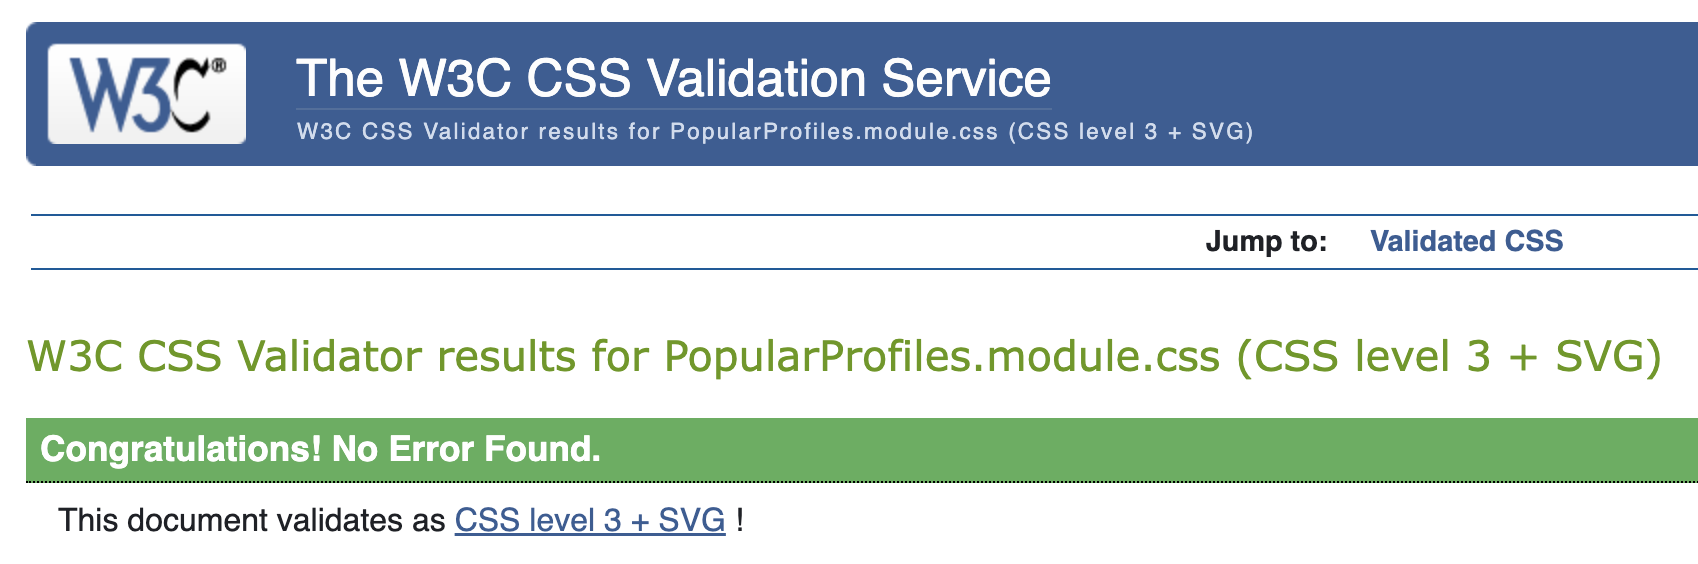 W3C®
The W3C CSS Validation Service
W3C CSS Validator results for PopularProfiles.module.css (CSS level 3 + SVG)
Jump to: Validated CSS
W3C CSS Validator results for PopularProfiles.module.css (CSS level 3 + SVG)
Congratulations! No Error Found.
This document validates as CSS level 3 + SVG !